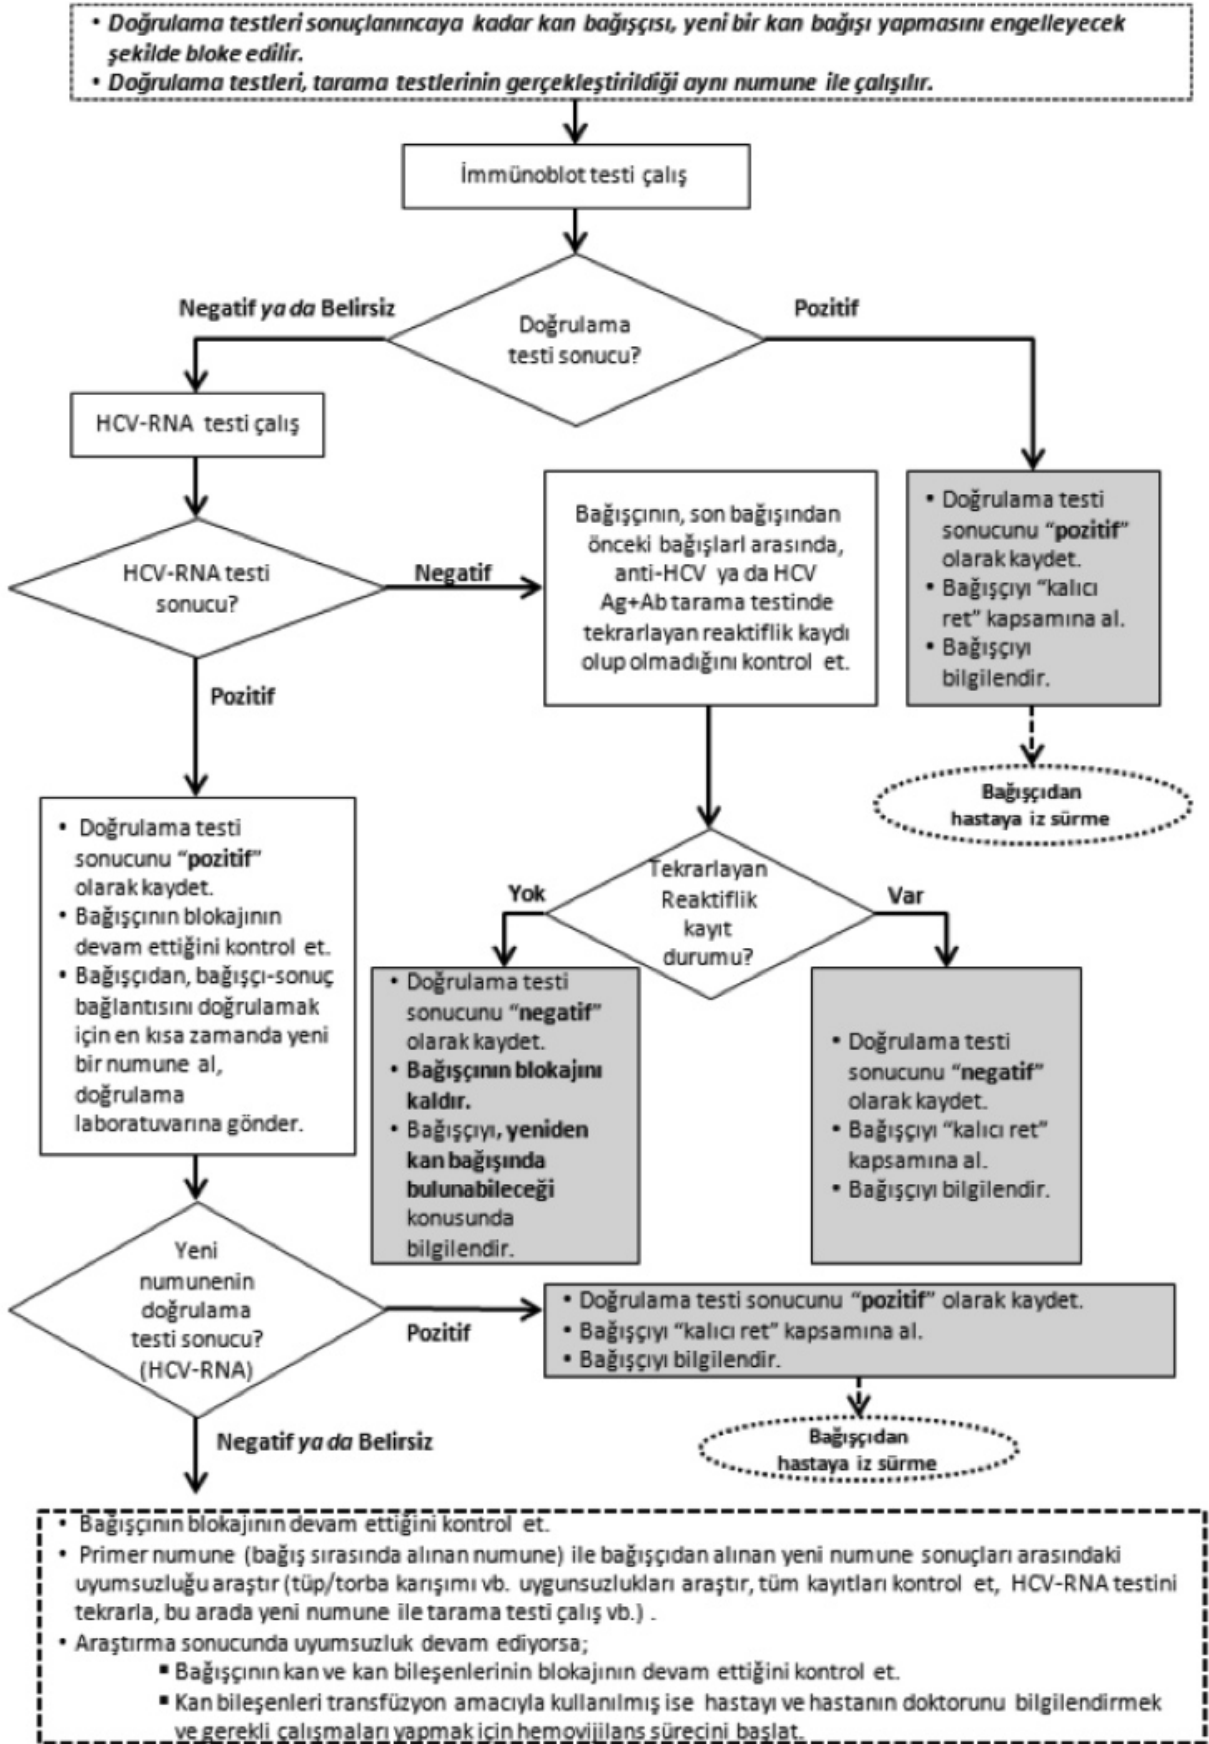 • Doğrulama testleri sonuçlanıncaya kadar kan bağışçısı, yeni bir kan bağışı yapmasını engelleyecek
şekilde bloke edilir.
• Doğrulama testleri, tarama testlerinin gerçekleştirildiği aynı numune ile çalışılır.
İmmünoblot testi çalış
Negatif ya da Belirsiz
Doğrulama
testi sonucu?
Pozitif
HCV-RNA testi çalış
HCV-RNA testi
sonucu?
Negatif
Pozitif
Bağışçının, son bağışından
önceki bağışlarl arasında,
anti-HCV ya da HCV
Ag+Ab tarama testinde
tekrarlayan reaktiflik kaydı
olup olmadığını kontrol et.
• Doğrulama testi
sonucunu “pozitif”
olarak kaydet.
• Bağışçıyı “kalıcı
ret” kapsamına al.
• Bağışçıyı
bilgilendir.
Bağışçıdan
hastaya iz sürme
• Doğrulama testi
sonucunu “pozitif”
olarak kaydet.
• Bağışçının blokajının
devam ettiğini kontrol et.
• Bağışçıdan, bağışçı-sonuç
bağlantısını doğrulamak
için en kısa zamanda yeni
bir numune al,
doğrulama
laboratuvarına gönder.
Yok
Tekrarlayan
Reaktiflik
kayıt
durumu?
Var
• Doğrulama testi
sonucunu “negatif”
olarak kaydet.
• Bağışçının blokajını
kaldır.
• Bağışçıyı, yeniden
kan bağışında
bulunabileceği
konusunda
bilgilendir.
• Doğrulama testi
sonucunu “negatif”
olarak kaydet.
• Bağışçıyı “kalıcı ret”
kapsamına al.
• Bağışçıyı bilgilendir.
Yeni
numunenin
doğrulama
testi sonucu?
(HCV-RNA)
Pozitif
• Doğrulama testi sonucunu “pozitif” olarak kaydet.
• Bağışçıyı “kalıcı ret” kapsamına al.
• Bağışçıyı bilgilendir.
Bağışçıdan
hastaya iz sürme
Negatif ya da Belirsiz
• Bağışçının blokajının devam ettiğini kontrol et.
• Primer numune (bağış sırasında alınan numune) ile bağışçıdan alınan yeni numune sonuçları arasındaki
uyumsuzluğu araştır (tüp/torba karışımı vb. uygunsuzlukları araştır, tüm kayıtları kontrol et, HCV-RNA testini
tekrarla, bu arada yeni numune ile tarama testi çalış vb.) .
• Araştırma sonucunda uyumsuzluk devam ediyorsa;
▪ Bağışçının kan ve kan bileşenlerinin blokajının devam ettiğini kontrol et.
▪ Kan bileşenleri transfüzyon amacıyla kullanılmış ise hastayı ve hastanın doktorunu bilgilendirmek
ve gerekli çalışmaları yapmak için hemovijilans sürecini başlat.